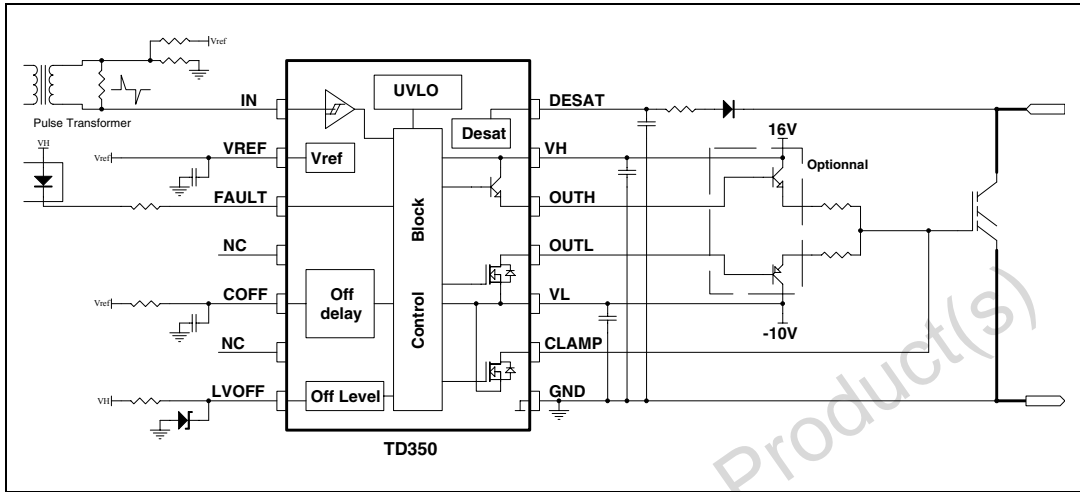 Vref
Pulse Transformer
VH
Vref
Vref
VH
IN
VREF
FAULT
NC
COFF
NC
LVOFF
UVLO
Desat
Vref
Control Block
Off
delay
Off Level
TD350
DESAT
VH
OUTH
OUTL
VL
CLAMP
GND
16V
Optionnal
-10V
Product(s)